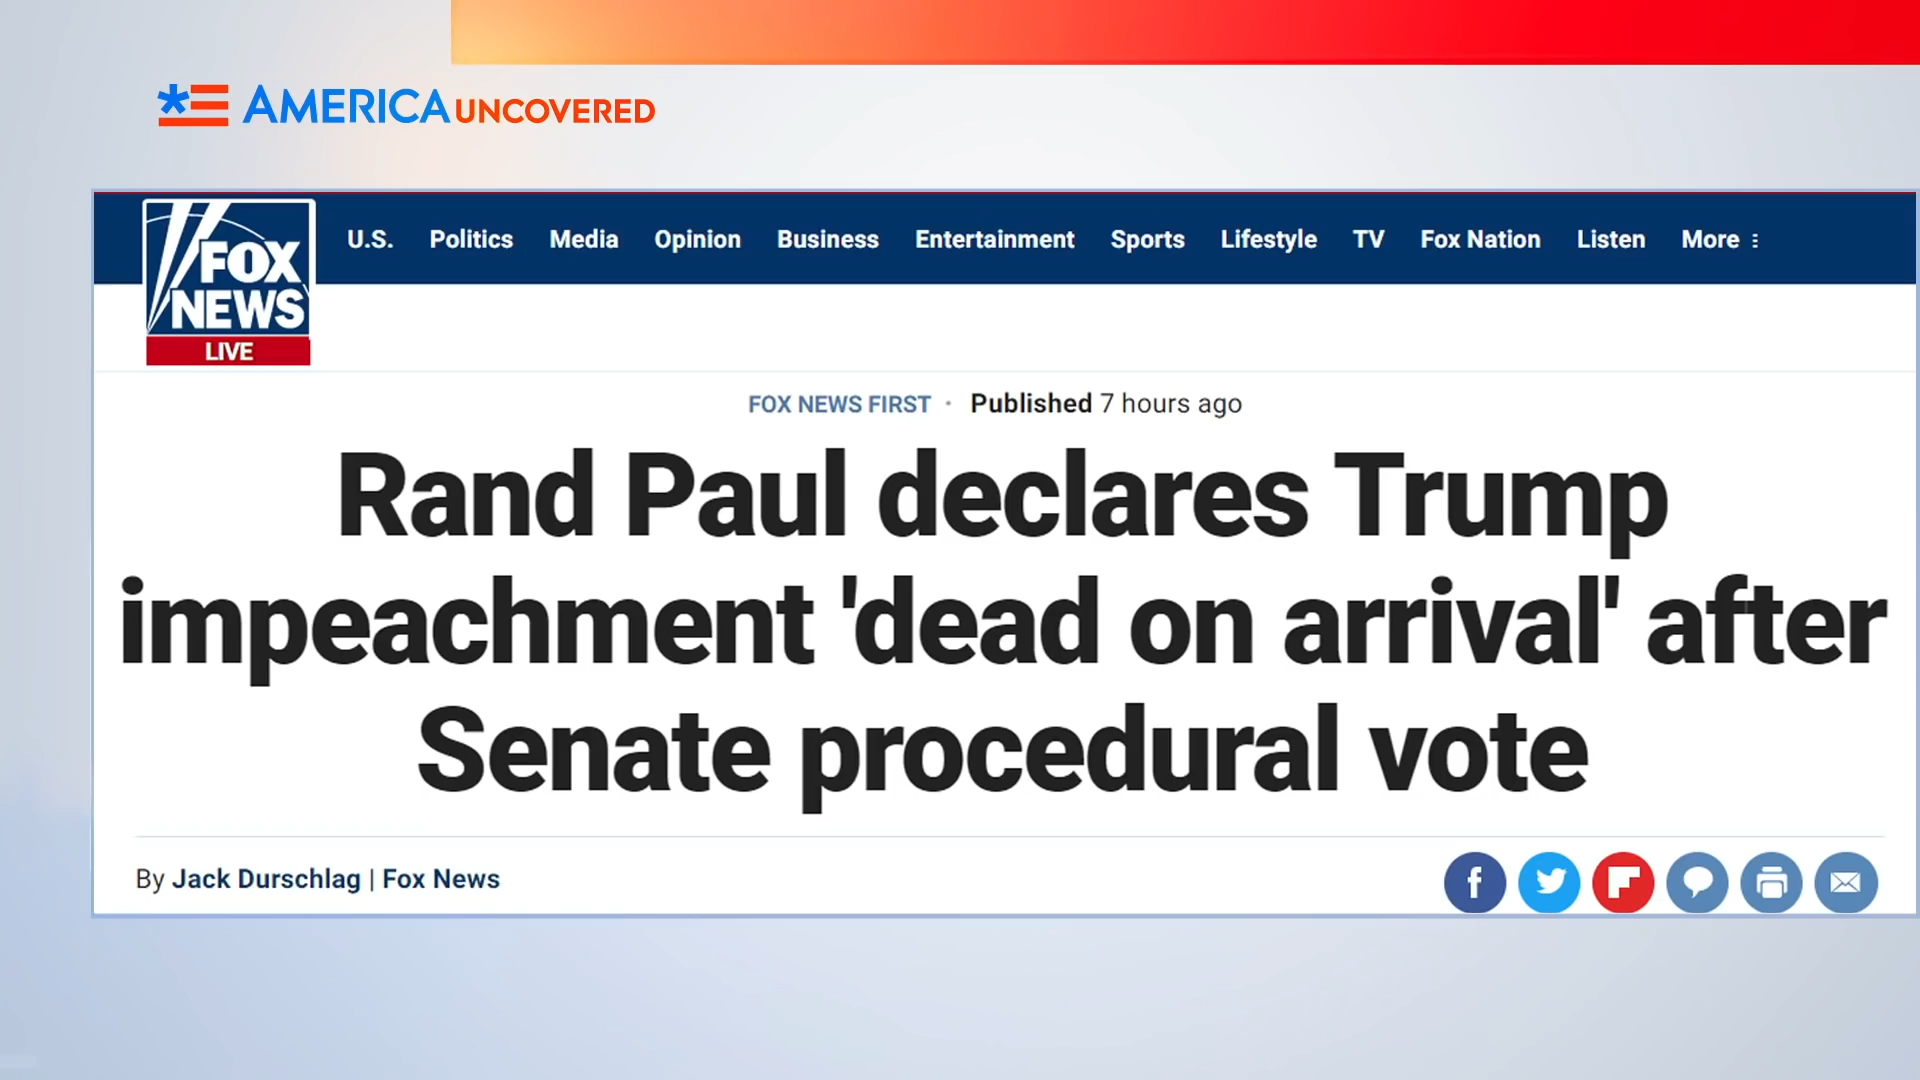 AMERICA UNCOVERED
FOX NEWS LIVE
U.S. Politics Media Opinion Business Entertainment Sports Lifestyle TV Fox Nation Listen More
FOX NEWS FIRST · Published 7 hours ago
Rand Paul declares Trump
impeachment 'dead on arrival' after
Senate procedural vote
By Jack Durschlag | Fox News